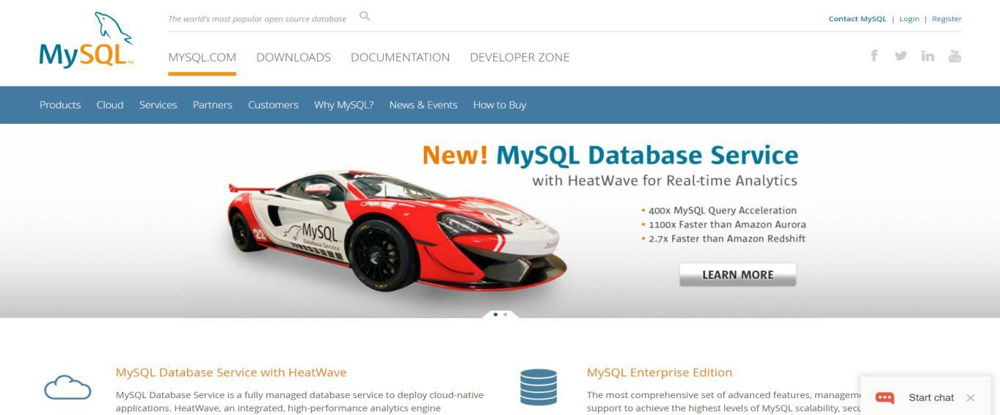 The world's most popular open source database
Contact MySQL | Login | Register
MySQL™
MYSQL.COM DOWNLOADS DOCUMENTATION DEVELOPER ZONE
You Tube
Products Cloud Services Partners Customers Why MySQL? News & Events How to Buy
New! MySQL Database Service
with HeatWave for Real-time Analytics
• 400x MySQL Query Acceleration
• 1100x Faster than Amazon Aurora
• 2.7x Faster than Amazon Redshift
22
MySQL
Database Service
LEARN MORE
MySQL Database Service with HeatWave
MySQL Database Service is a fully managed database service to deploy cloud-native
applications. HeatWave, an integrated, high-performance analytics engine
MySQL Enterprise Edition
The most comprehensive set of advanced features, manageme
support to achieve the highest levels of MySQL scalability, secu
Start chat